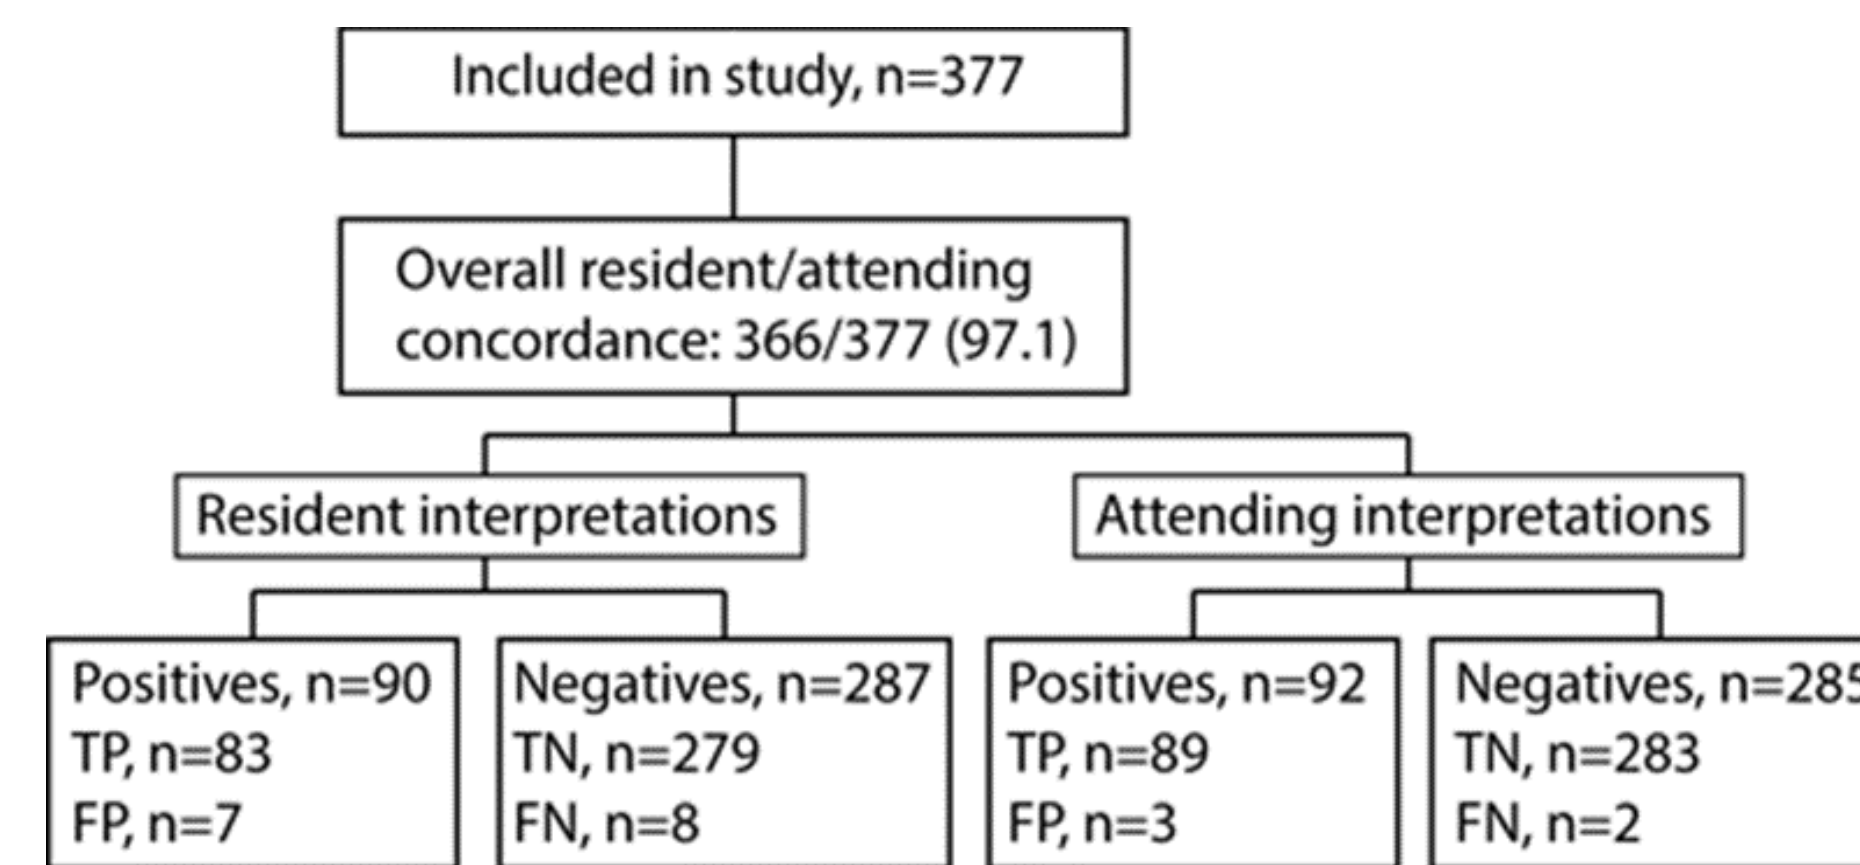 Included in study, n=377
Overall resident/attending
concordance: 366/377 (97.1)
Resident interpretations
Attending interpretations
Positives, n=90
TP, n=83
FP, n=7
Negatives, n=287
TN, n=279
FN, n=8
Positives, n=92
TP, n=89
FP, n=3
Negatives, n=285
TN, n=283
FN, n=2